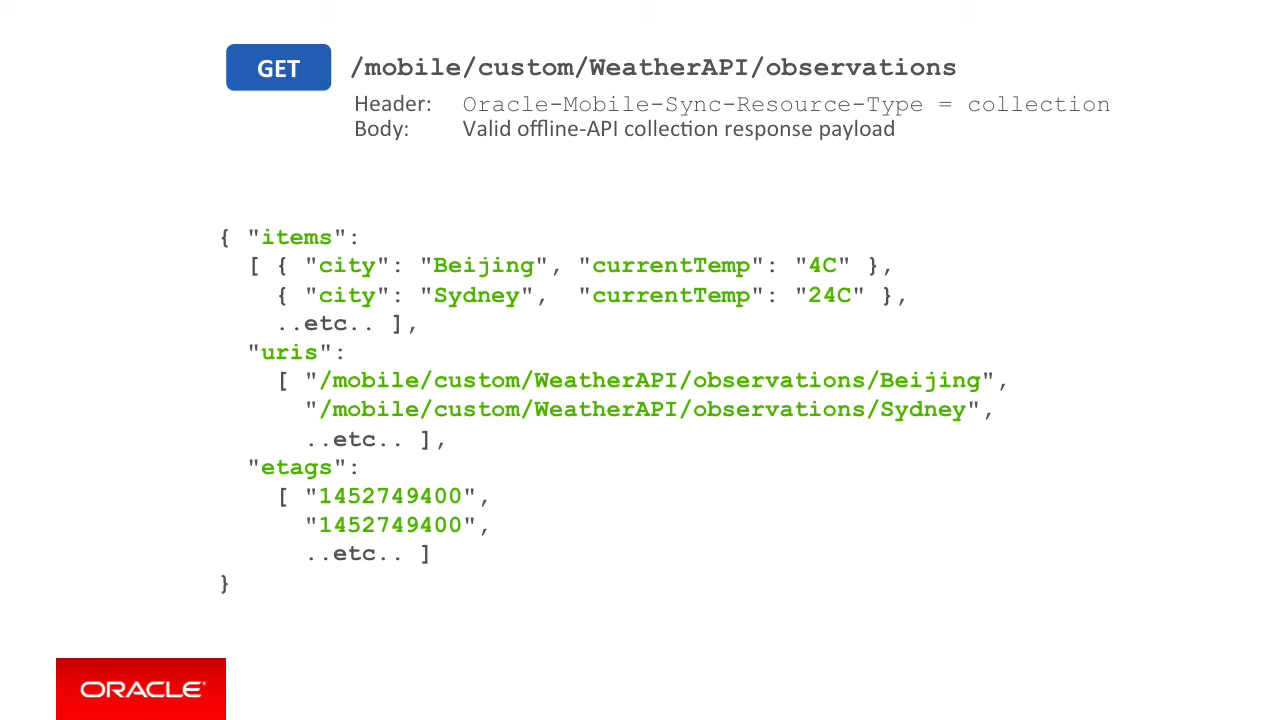 GET /mobile/custom/WeatherAPI/observations
Header: Oracle-Mobile-Sync-Resource-Type = collection
Body: Valid offline-API collection response payload
{ "items":
[ { "city": "Beijing", "currentTemp": "4C" },
{ "city": "Sydney", "currentTemp": "24C" },
..etc.. ],
"uris":
[ "/mobile/custom/WeatherAPI/observations/Beijing",
"/mobile/custom/WeatherAPI/observations/Sydney",
..etc.. ],
"etags":
[ "1452749400",
"1452749400",
..etc.. ]
}
ORACLE®